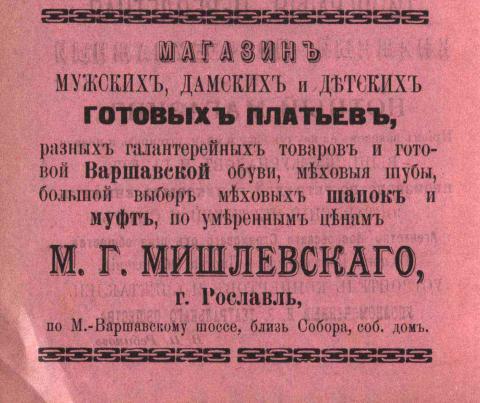 МАГАЗИНЪ
МУЖСКИХЪ, ДАМСКИХЪ и ДѢТСКИХЪ
ГОТОВЫХЪ ПЛАТЬЕВЪ,
разныхъ галантерейныхъ товаровъ и гото-
вой Варшавской обуви, мѣховыя шубы,
большой выборъ мѣховыхъ шапокъ и
муфтъ, по умѣреннымъ цѣнамъ
М. Г. МИШЛЕВСКАГО,
г. Рославль,
по М.-Варшавскому шоссе, близь Собора, соб. домъ.